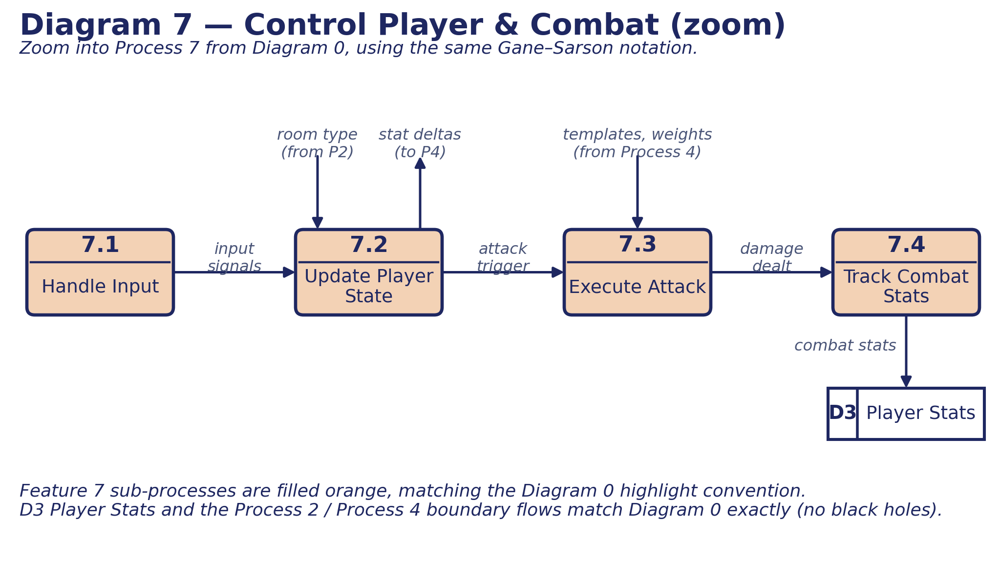 Diagram 7 — Control Player & Combat (zoom)
Zoom into Process 7 from Diagram 0, using the same Gane–Sarson notation.
room type
(from P2)
stat deltas
(to P4)
templates, weights
(from Process 4)
7.1
Handle Input
input
signals
7.2
Update Player
State
attack
trigger
7.3
Execute Attack
damage
dealt
7.4
Track Combat
Stats
combat stats
D3
Player Stats
Feature 7 sub-processes are filled orange, matching the Diagram 0 highlight convention.
D3 Player Stats and the Process 2 / Process 4 boundary flows match Diagram 0 exactly (no black holes).